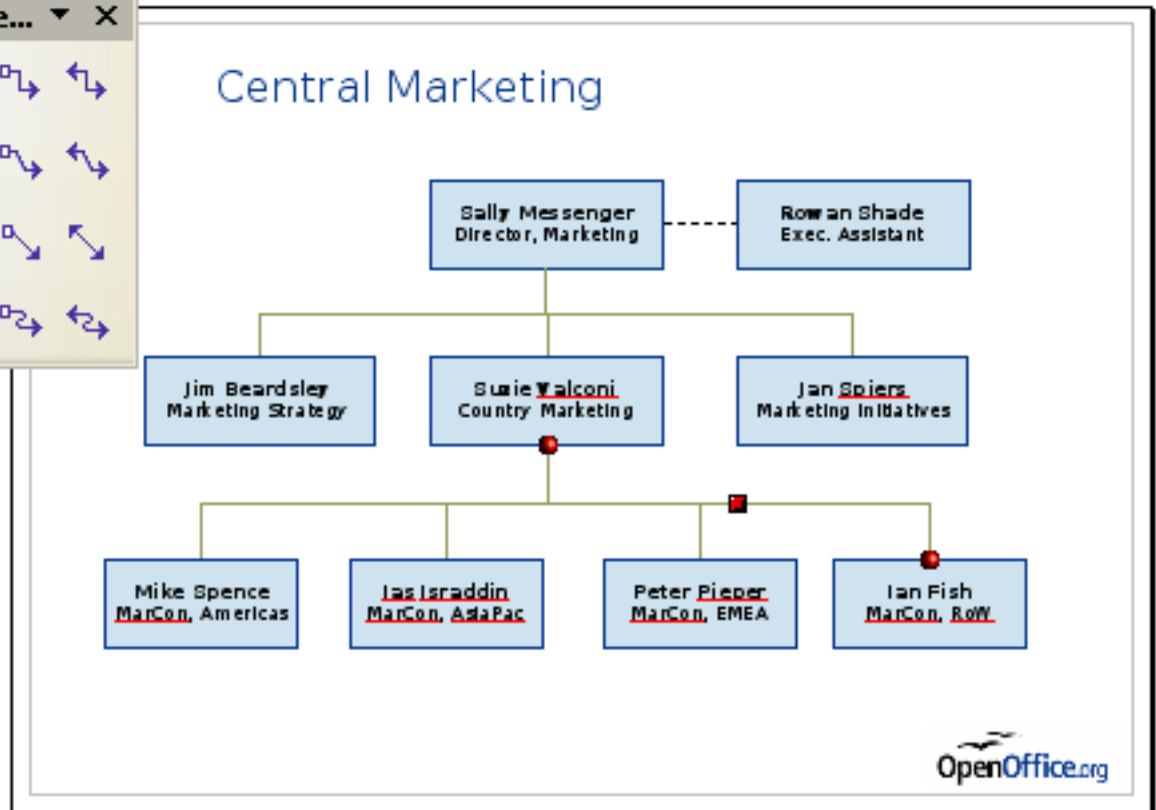 e...
Central Marketing
Sally Messenger
Director, Marketing
Rowan Shade
Exec. Assistant
Jim Beardsley
Marketing Strategy
Suzie Valconi
Country Marketing
Jan Spiers
Marketing Initiatives
Mike Spence
MarCon, Americas
Ias Israddin
MarCon, AsiaPac
Peter Pieper
MarCon, EMEA
Ian Fish
MarCon, RoW
OpenOffice.org